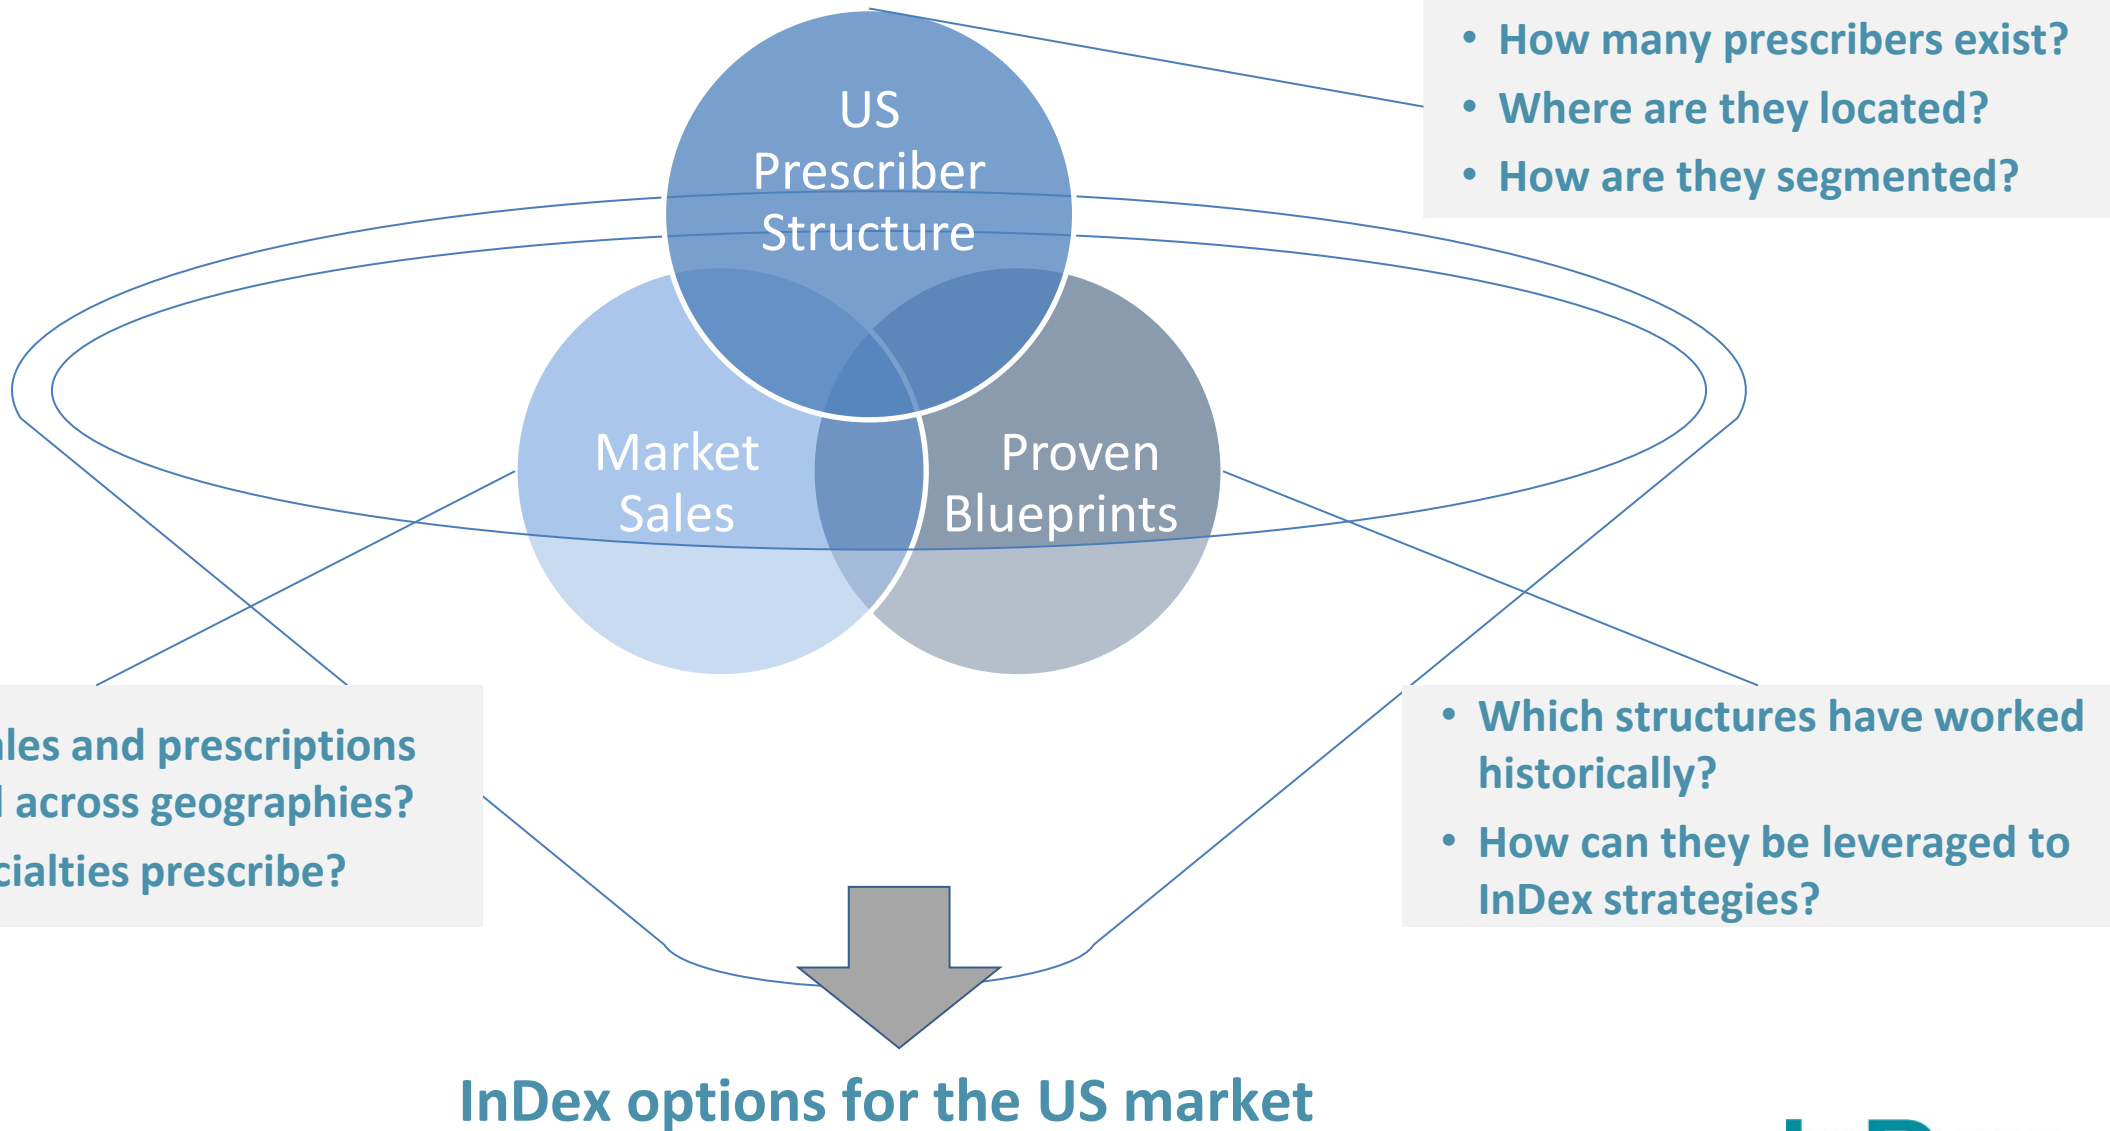 • How many prescribers exist?
• Where are they located?
• How are they segmented?
US
Prescriber
Structure
Market
Sales
Proven
Blueprints
and prescriptions
across geographies?
prescribe?
• Which structures have worked
historically?
• How can they be leveraged to
InDex strategies?
InDex options for the US market